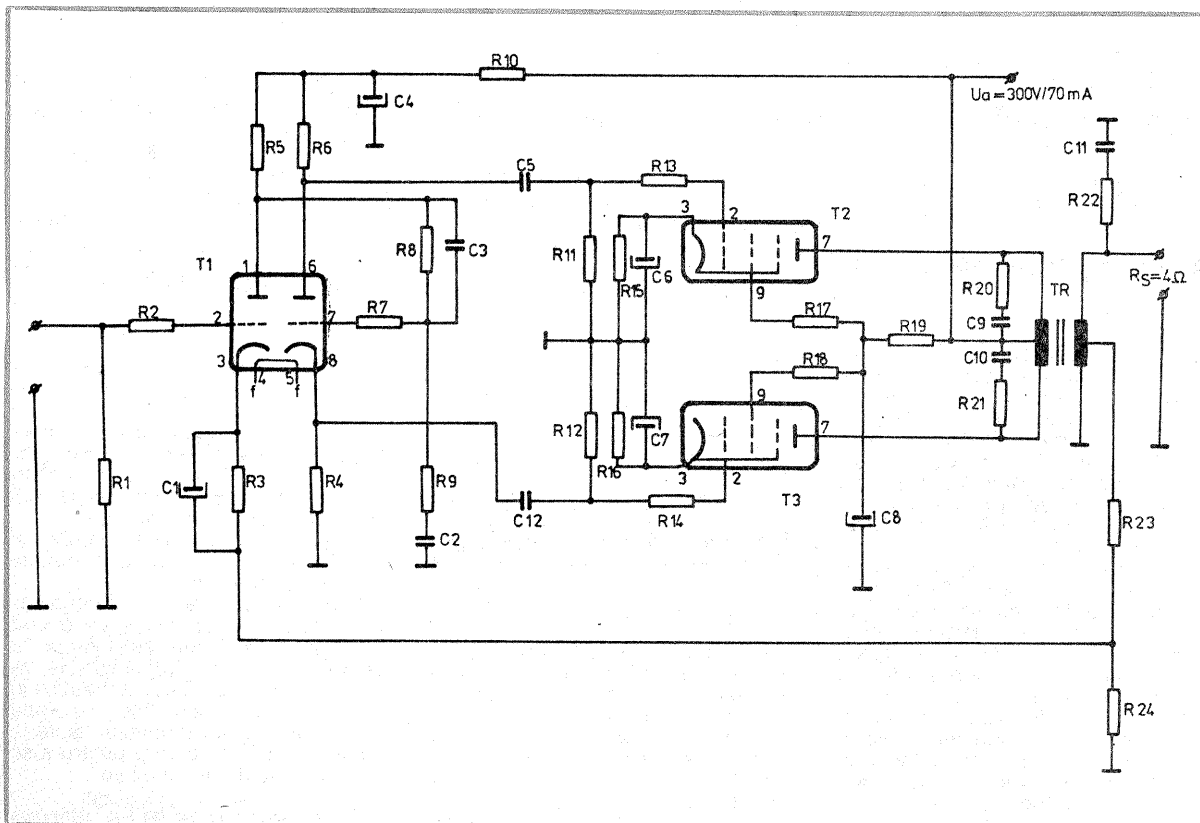 R10
Ua=300V/70mA
C4
R5
R6
C11
C5
R13
R22
3
2
T2
R8
C3
7
T1
1
6
R11
R15
C6
R20
RS=4Ω
TR
R2
2
7
R7
9
R17
C9
R19
3
4
5
8
f
f
R18
C10
9
R12
R16
C7
7
R21
C1
R3
R4
R9
3
2
R1
C12
R14
T3
C8
R23
C2
R24